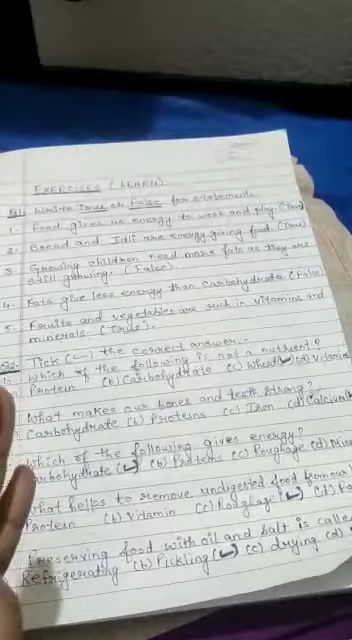 EXERCISES (LEARN)
Q1. Write True or False for statements.
1. Food gives us energy to work and play. (True)
2. Bread and Idli are energy giving food. (True)
3. Growing children need more fats as they are
still growing. (False)
4. Fats give less energy than carbohydrate. (False)
5. Fruits and vegetables are rich in vitamins and
minerals. (True).
Tick (✓) the correct answer:-
Which of the following is not a nutrient?
Protein (b) Carbohydrate (c) Wheat ✓ (d) Vitamins
What makes our bones and teeth strong?
Carbohydrate (b) Proteins (c) Iron (d) Calcium
Which of the following gives energy?
Carbohydrate (✓) (b) Proteins (c) Roughage (d)
What helps to remove undigested food from our
Protein (b) Vitamin (c) Roughage (✓) (d)
Preserving food with oil and salt is
Refrigerating (b) Pickling (✓) (c) drying (d)